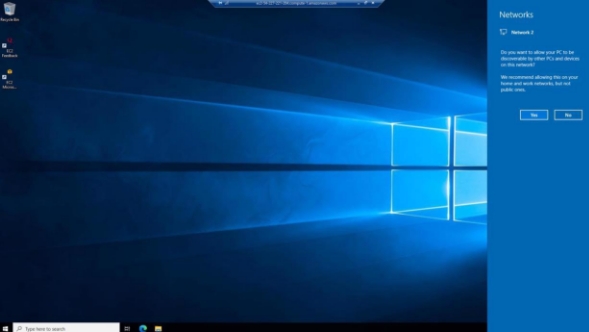 Recycle Bin
EC2
Feedback
EC2
Micros...
Networks
Network 2
Do you want to allow your PC to be
discoverable by other PCs and devices
on this network?
We recommend allowing this on your
home and work networks, but not
public ones.
Yes
No
Type here to search